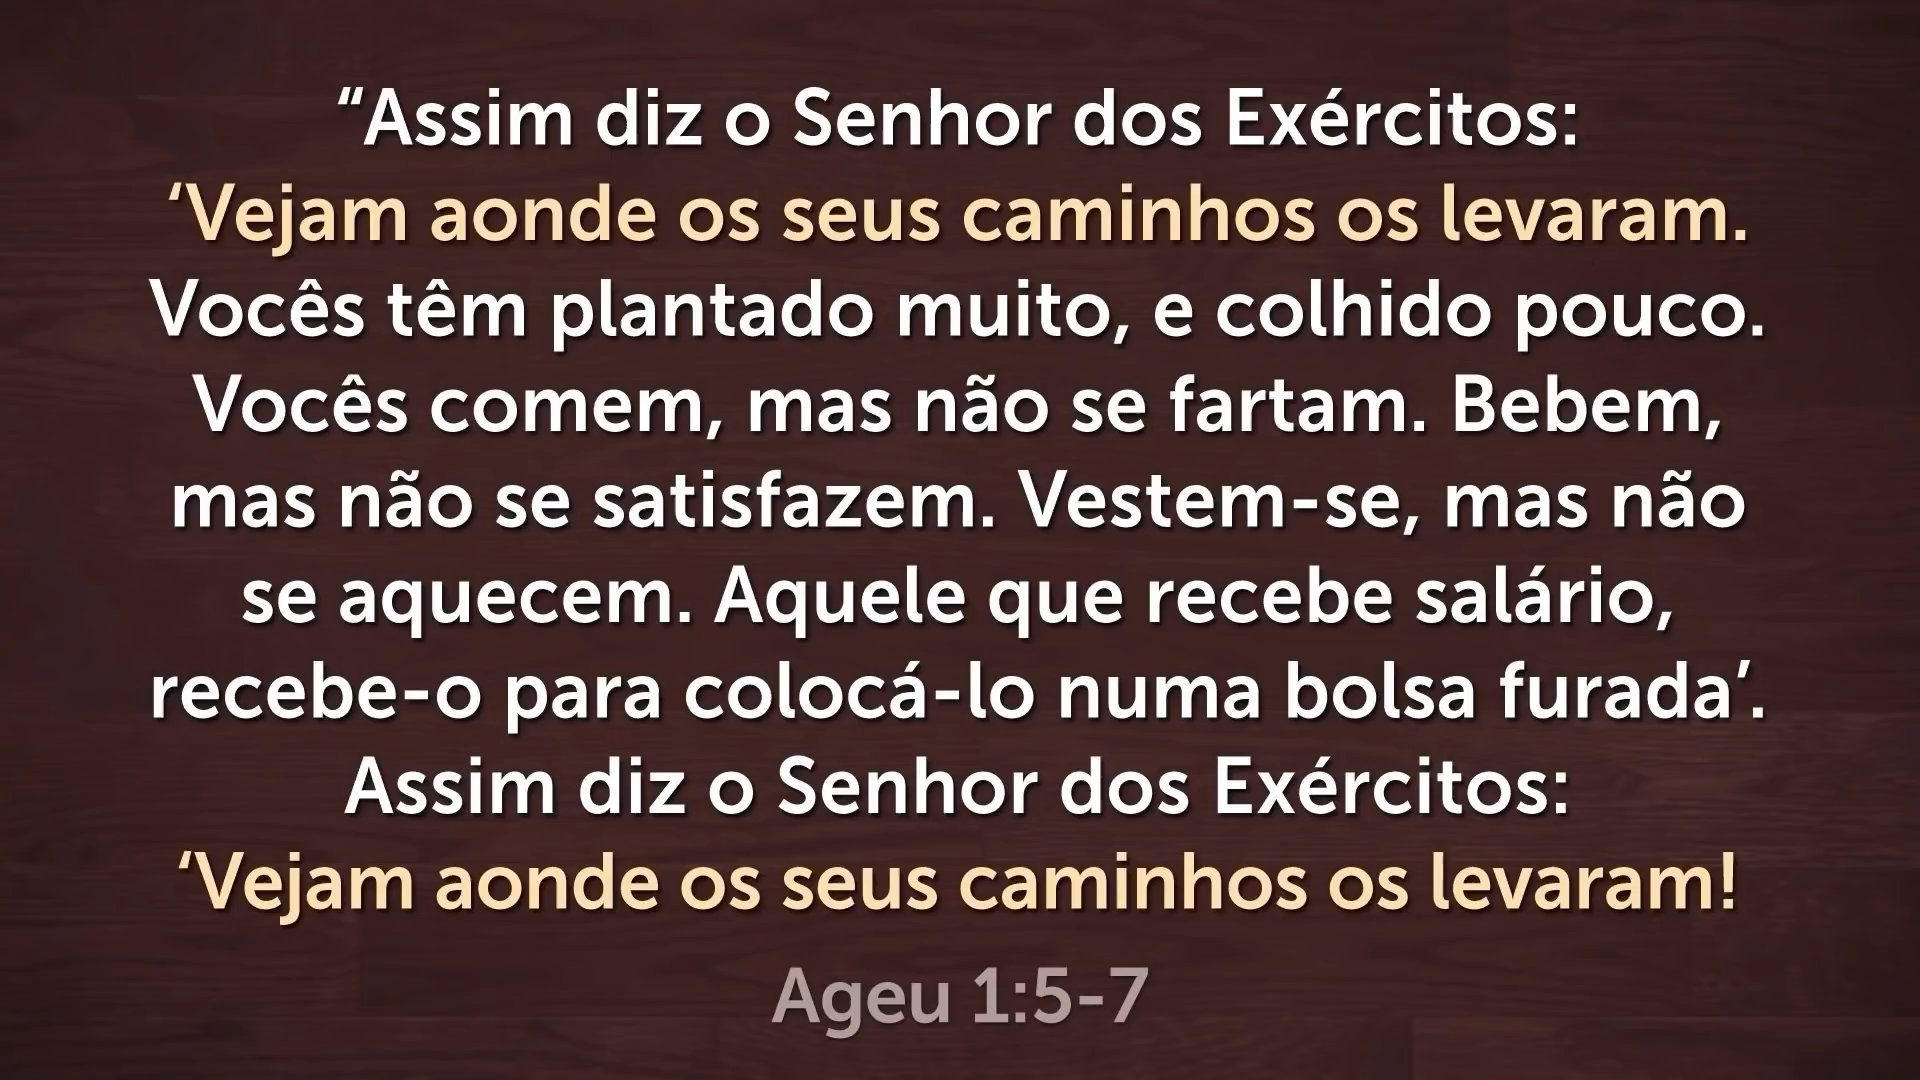 “Assim diz o Senhor dos Exércitos:
‘Vejam aonde os seus caminhos os levaram.
Vocês têm plantado muito, e colhido pouco.
Vocês comem, mas não se fartam. Bebem,
mas não se satisfazem. Vestem-se, mas não
se aquecem. Aquele que recebe salário,
recebe-o para colocá-lo numa bolsa furada’.
Assim diz o Senhor dos Exércitos:
‘Vejam aonde os seus caminhos os levaram!
Ageu 1:5-7